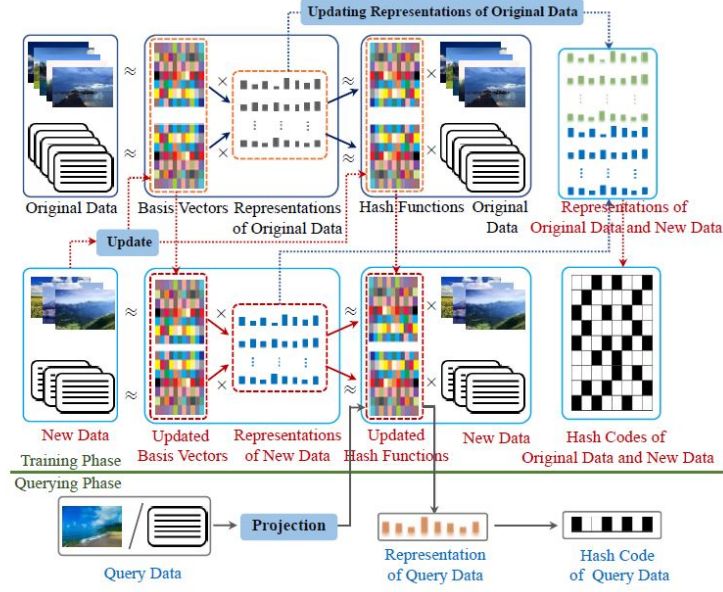 Updating Representations of Original Data
≈ × ≈ ×
≈ × ≈ ×
Original Data
Basis Vectors
Representations
of Original Data
Hash Functions
Original
Data
Representations of
Original Data and New Data
Update
≈ × ≈ ×
≈ × ≈ ×
New Data
Updated
Basis Vectors
Representations
of New Data
Updated
Hash Functions
New Data
Hash Codes of
Original Data and New Data
Training Phase
Querying Phase
Projection
Query Data
Representation
of Query Data
Hash Code
of Query Data